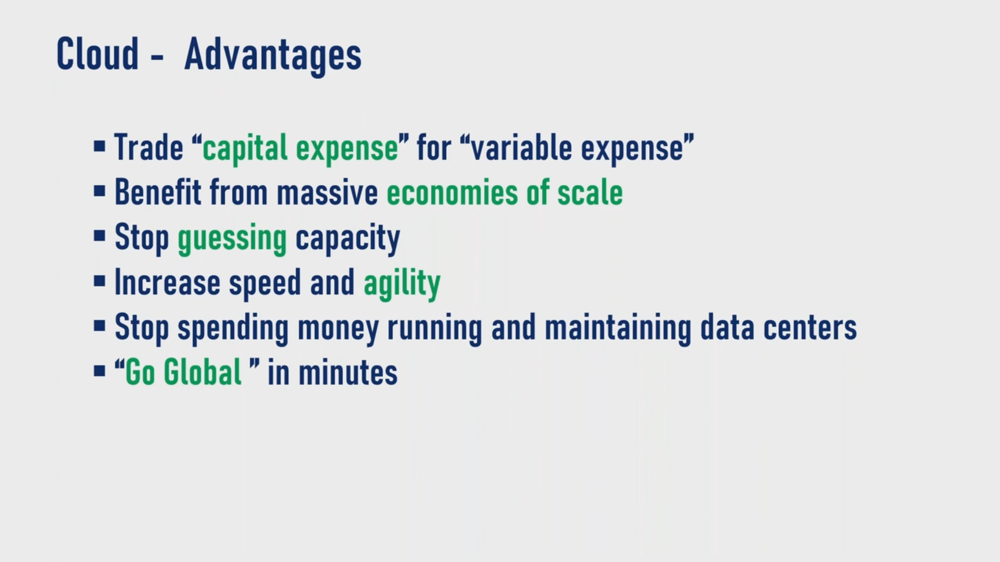 Cloud - Advantages
▪ Trade “capital expense” for “variable expense”
▪ Benefit from massive economies of scale
▪ Stop guessing capacity
▪ Increase speed and agility
▪ Stop spending money running and maintaining data centers
▪ “Go Global ” in minutes